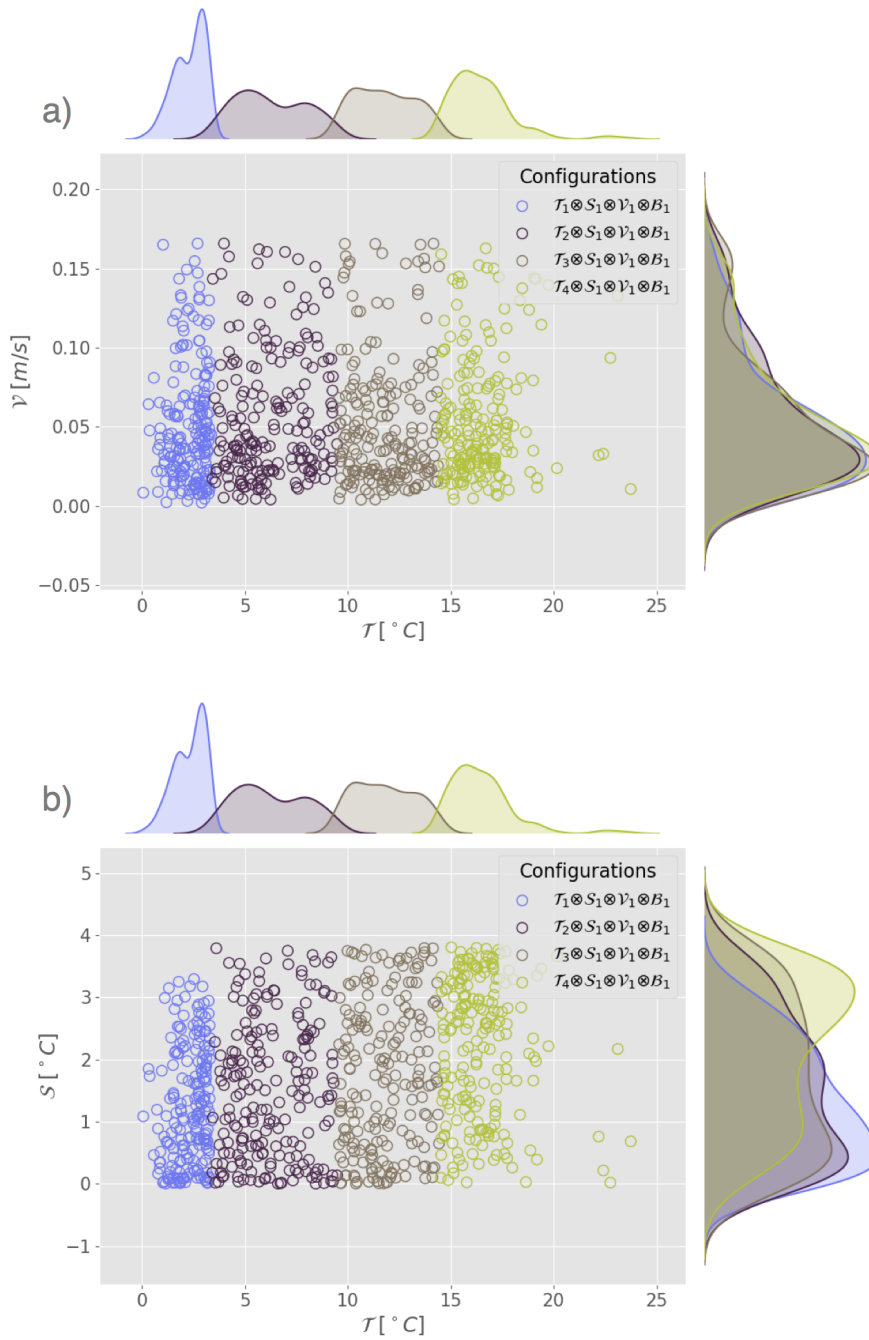 a)
Configurations
𝒯₁⊗𝒮₁⊗𝒱₁⊗ℬ₁
𝒯₂⊗𝒮₁⊗𝒱₁⊗ℬ₁
𝒯₃⊗𝒮₁⊗𝒱₁⊗ℬ₁
𝒯₄⊗𝒮₁⊗𝒱₁⊗ℬ₁
0.20
0.15
0.10
0.05
0.00
−0.05
𝒱 [m/s]
0 5 10 15 20 25
𝒯 [°C]
b)
Configurations
𝒯₁⊗𝒮₁⊗𝒱₁⊗ℬ₁
𝒯₂⊗𝒮₁⊗𝒱₁⊗ℬ₁
𝒯₃⊗𝒮₁⊗𝒱₁⊗ℬ₁
𝒯₄⊗𝒮₁⊗𝒱₁⊗ℬ₁
5
4
3
2
1
0
−1
𝒮 [°C]
0 5 10 15 20 25
𝒯 [°C]